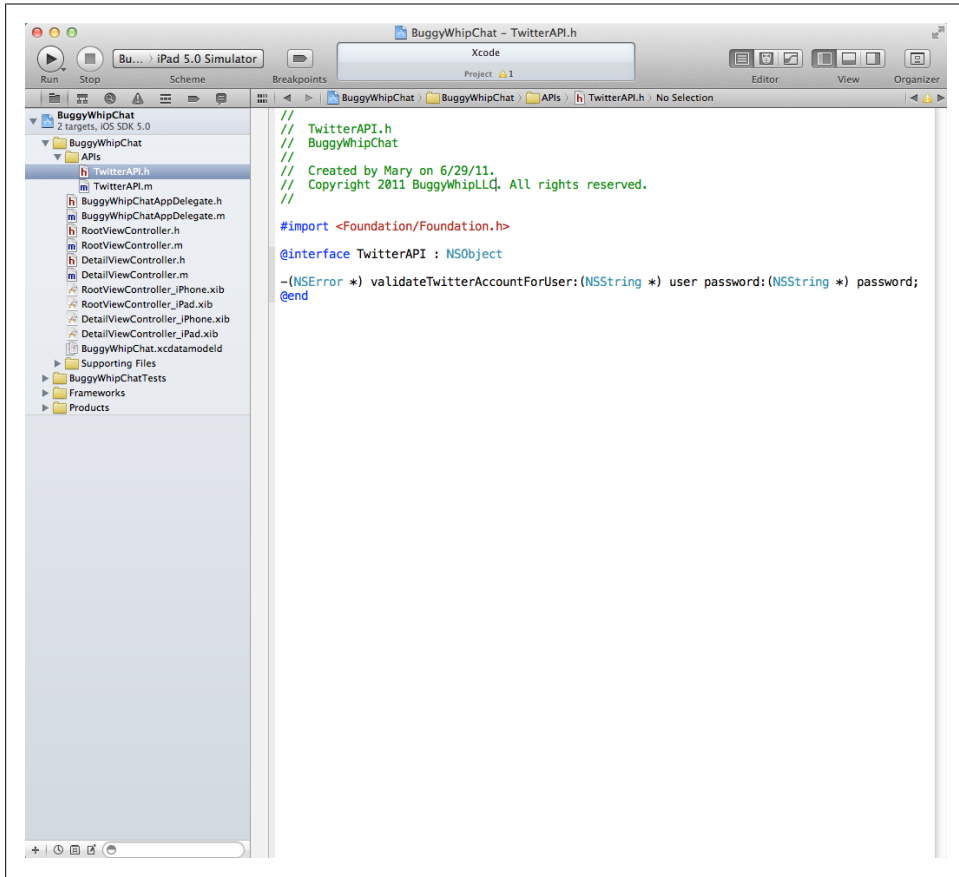 BuggyWhipChat – TwitterAPI.h
Bu... › iPad 5.0 Simulator
Xcode
Project 1
Run Stop Scheme Breakpoints Editor View Organizer
BuggyWhipChat › BuggyWhipChat › APIs › h TwitterAPI.h › No Selection
BuggyWhipChat
2 targets, iOS SDK 5.0
BuggyWhipChat
APIs
h TwitterAPI.h
m TwitterAPI.m
h BuggyWhipChatAppDelegate.h
m BuggyWhipChatAppDelegate.m
h RootViewController.h
m RootViewController.m
h DetailViewController.h
m DetailViewController.m
RootViewController_iPhone.xib
RootViewController_iPad.xib
DetailViewController_iPhone.xib
DetailViewController_iPad.xib
BuggyWhipChat.xcdatamodeld
Supporting Files
BuggyWhipChatTests
Frameworks
Products
//
//  TwitterAPI.h
//  BuggyWhipChat
//
//  Created by Mary on 6/29/11.
//  Copyright 2011 BuggyWhipLLC. All rights reserved.
//
#import <Foundation/Foundation.h>
@interface TwitterAPI : NSObject
-(NSError *) validateTwitterAccountForUser:(NSString *) user password:(NSString *) password;
@end